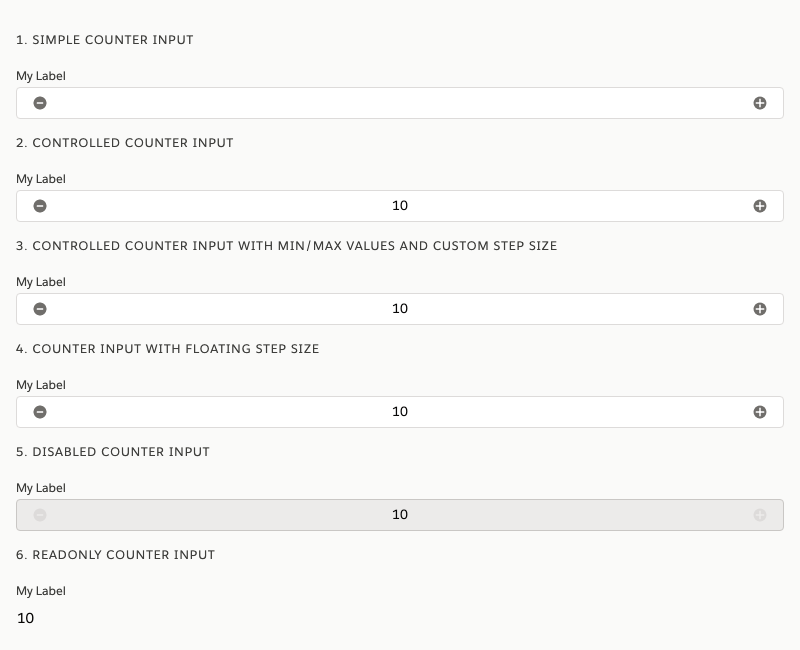 1. SIMPLE COUNTER INPUT
My Label
2. CONTROLLED COUNTER INPUT
My Label
10
3. CONTROLLED COUNTER INPUT WITH MIN/MAX VALUES AND CUSTOM STEP SIZE
My Label
10
4. COUNTER INPUT WITH FLOATING STEP SIZE
My Label
10
5. DISABLED COUNTER INPUT
My Label
10
6. READONLY COUNTER INPUT
My Label
10